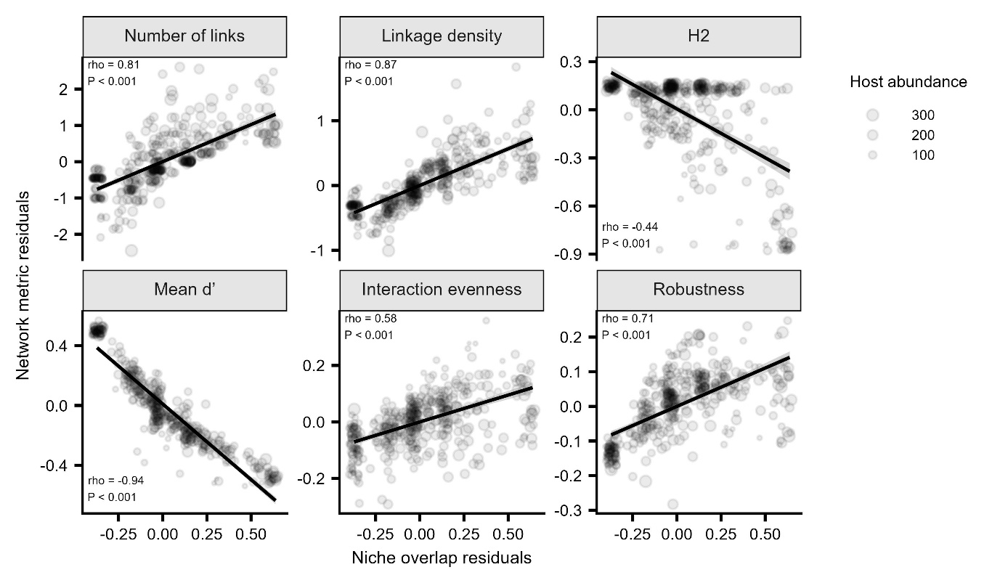 Number of links
Linkage density
H2
rho = 0.81
P < 0.001
2
1
0
-1
-2
rho = 0.87
P < 0.001
1
0
-1
0.3
0.0
-0.3
-0.6
-0.9
rho = -0.44
P < 0.001
Host abundance
300
200
100
Network metric residuals
Mean d’
Interaction evenness
Robustness
0.4
0.0
-0.4
rho = -0.94
P < 0.001
rho = 0.58
P < 0.001
0.2
0.0
-0.2
rho = 0.71
P < 0.001
0.2
0.1
0.0
-0.1
-0.2
-0.3
-0.25 0.00 0.25 0.50
-0.25 0.00 0.25 0.50
-0.25 0.00 0.25 0.50
Niche overlap residuals